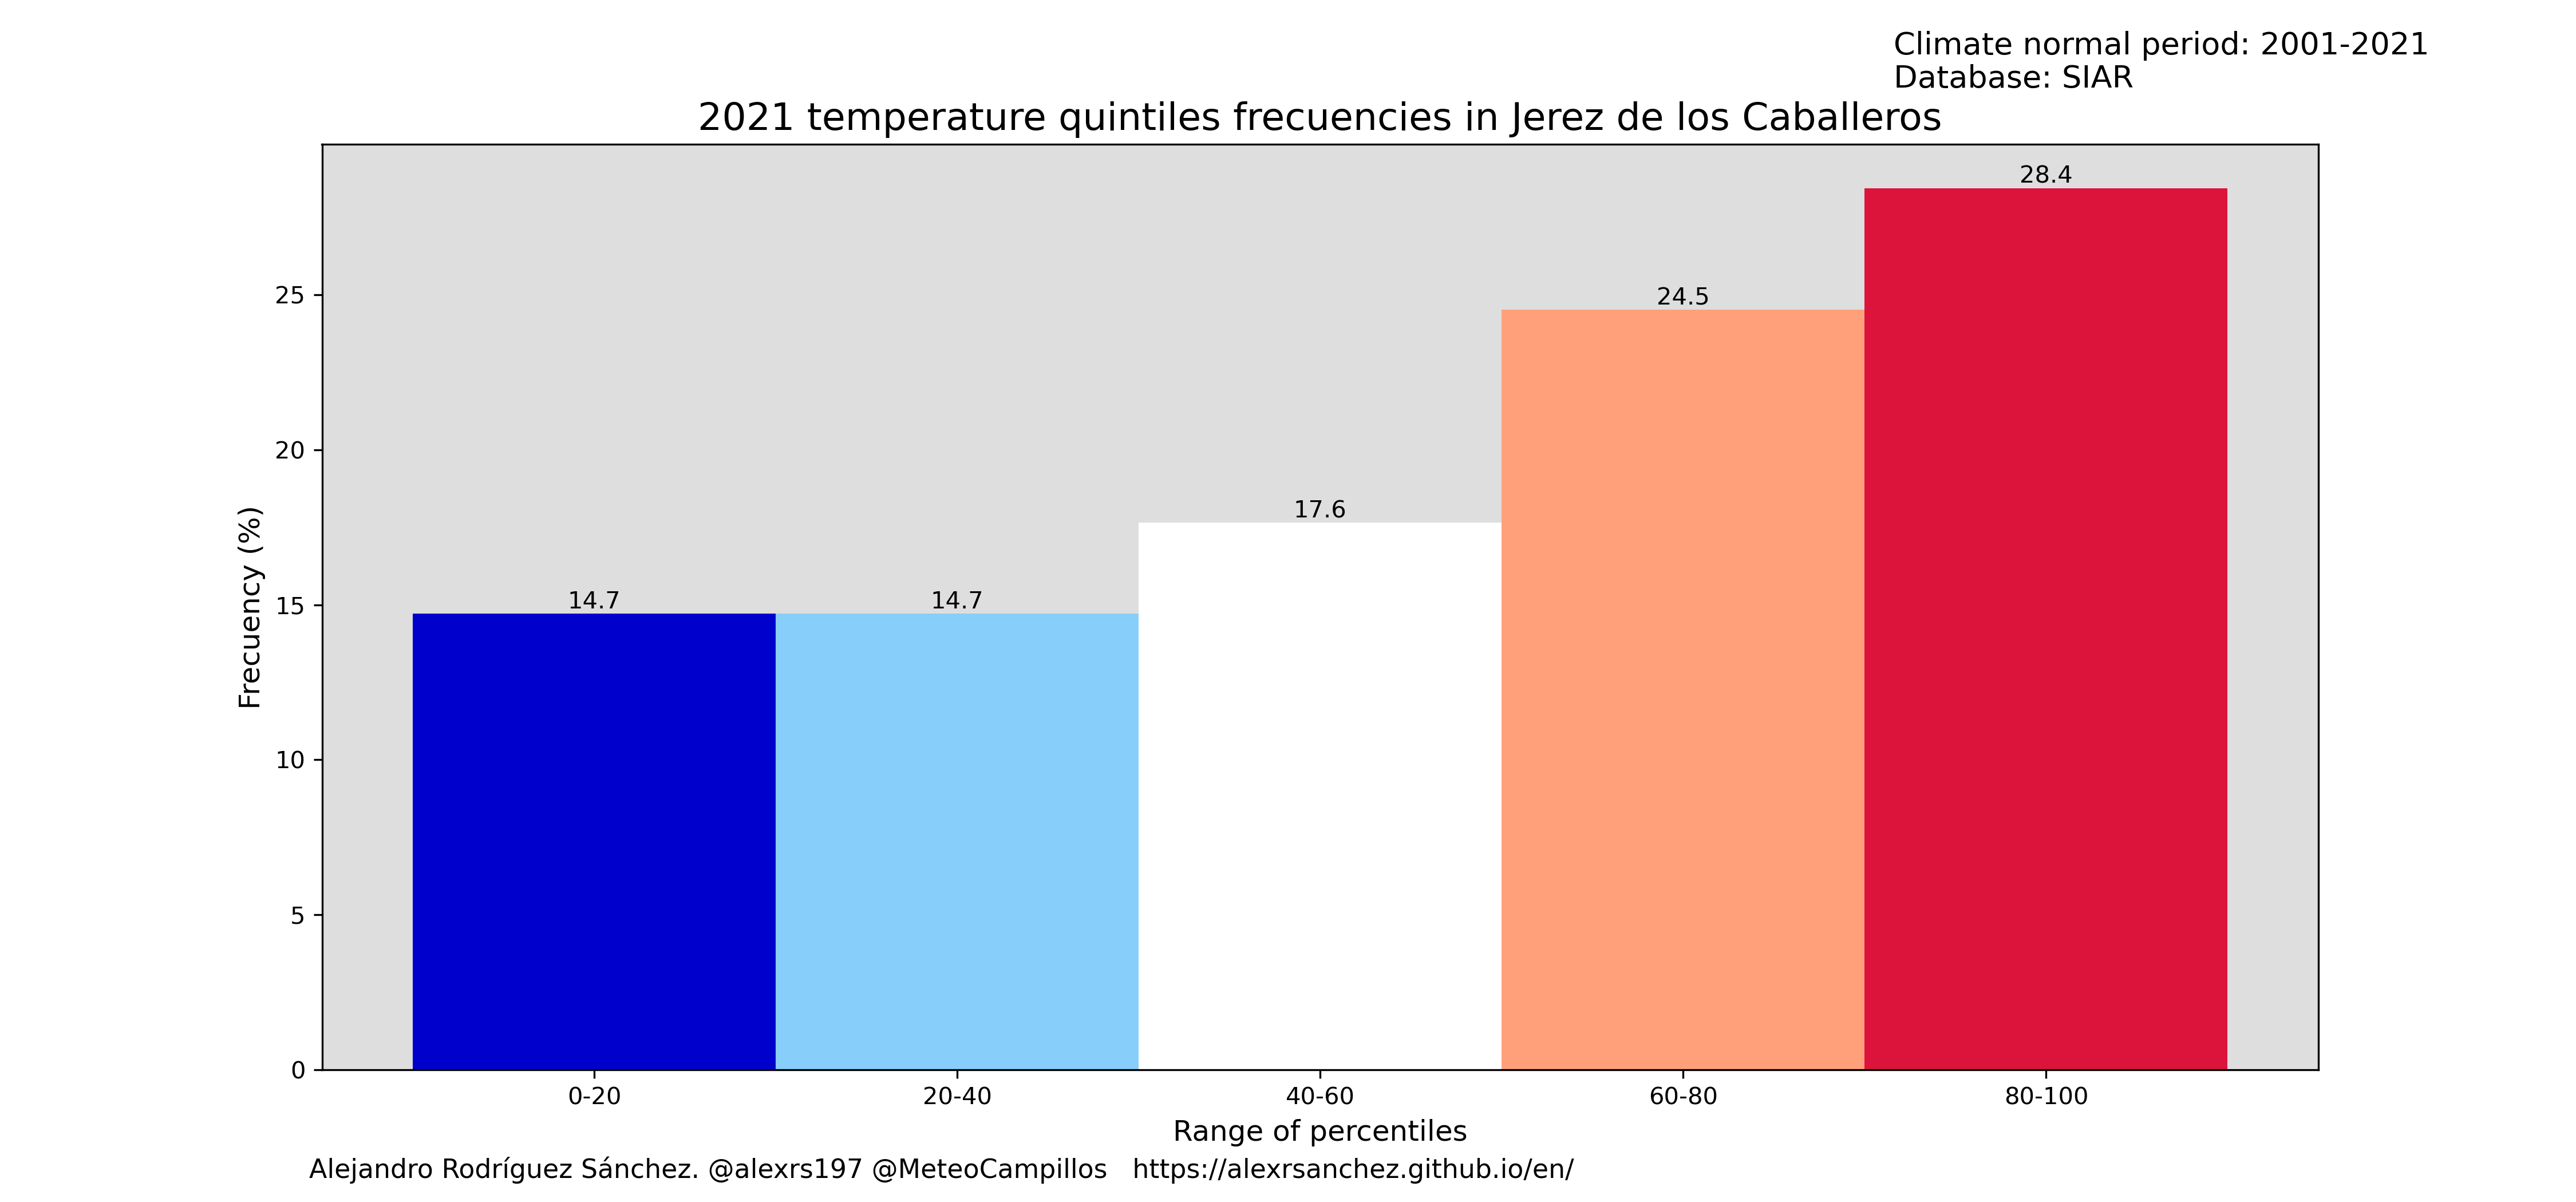 Climate normal period: 2001-2021
Database: SIAR
2021 temperature quintiles frecuencies in Jerez de los Caballeros
28.4
24.5
17.6
14.7
14.7
25
20
15
10
5
0
Frecuency (%)
0-20
20-40
40-60
60-80
80-100
Range of percentiles
Alejandro Rodríguez Sánchez. @alexrs197 @MeteoCampillos https://alexrsanchez.github.io/en/